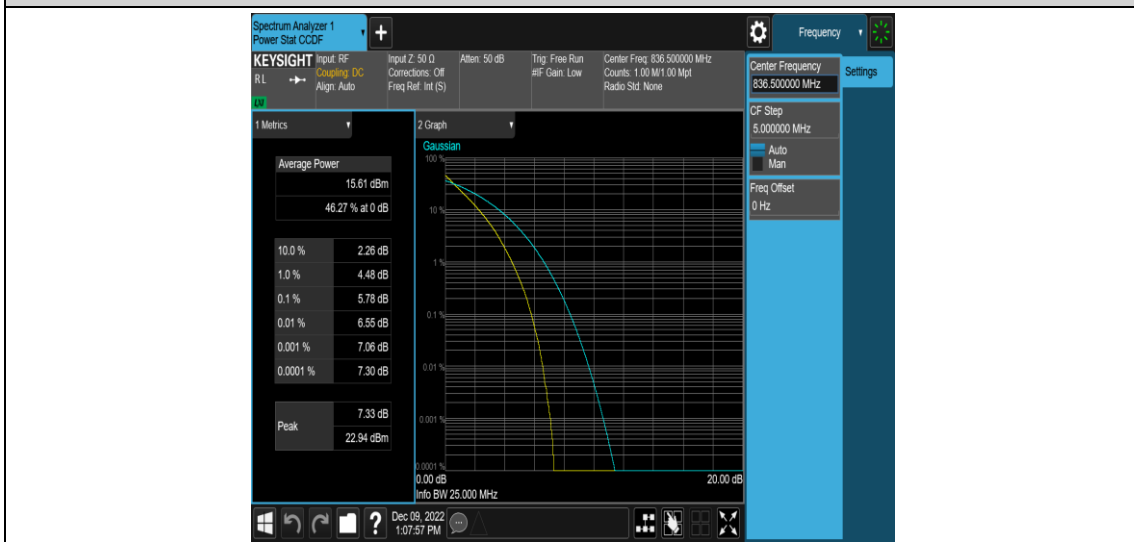 Spectrum Analyzer 1
Power Stat CCDF
+
Frequency
KEYSIGHT
RL
LXI
Input: RF
Coupling: DC
Align: Auto
Input Z: 50 Ω
Corrections: Off
Freq Ref: Int (S)
Atten: 50 dB
Trig: Free Run
#IF Gain: Low
Center Freq: 836.500000 MHz
Counts: 1.00 M/1.00 Mpt
Radio Std: None
Center Frequency
836.500000 MHz
Settings
CF Step
5.000000 MHz
Auto
Man
Freq Offset
0 Hz
1 Metrics
Average Power
15.61 dBm
46.27 % at 0 dB
10.0 % 2.26 dB
1.0 % 4.48 dB
0.1 % 5.78 dB
0.01 % 6.55 dB
0.001 % 7.06 dB
0.0001 % 7.30 dB
Peak
7.33 dB
22.94 dBm
2 Graph
Gaussian
100 %
10 %
1 %
0.1 %
0.01 %
0.001 %
0.0001 %
0.00 dB
20.00 dB
Info BW 25.000 MHz
?
Dec 09, 2022
1:07:57 PM